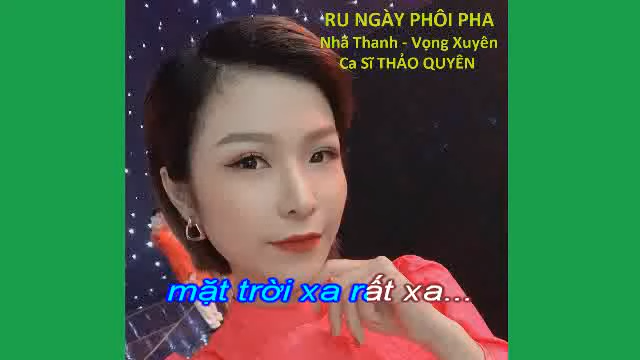 RU NGÀY PHÔI PHA
Nhã Thanh - Vọng Xuyên
Ca Sĩ THẢO QUYÊN
mặt trời xa rất xa...